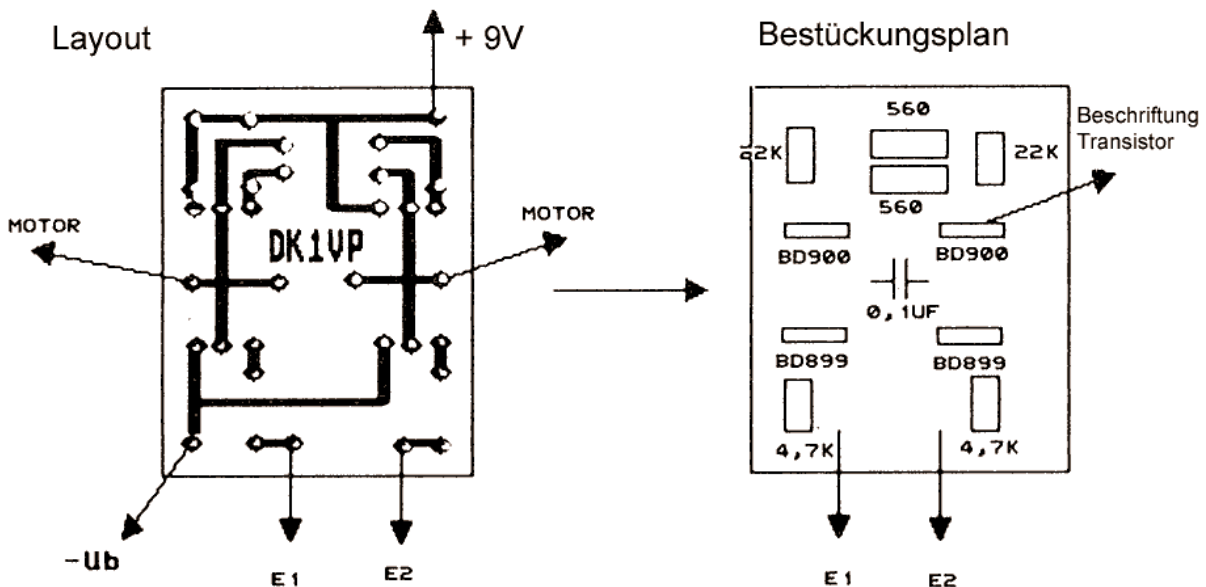 Layout
+ 9V
MOTOR
DK1VP
MOTOR
-Ub
E1
E2
Bestückungsplan
560
Beschriftung
Transistor
22K
22K
560
BD900
BD900
0,1UF
BD899
BD899
4,7K
4,7K
E1
E2